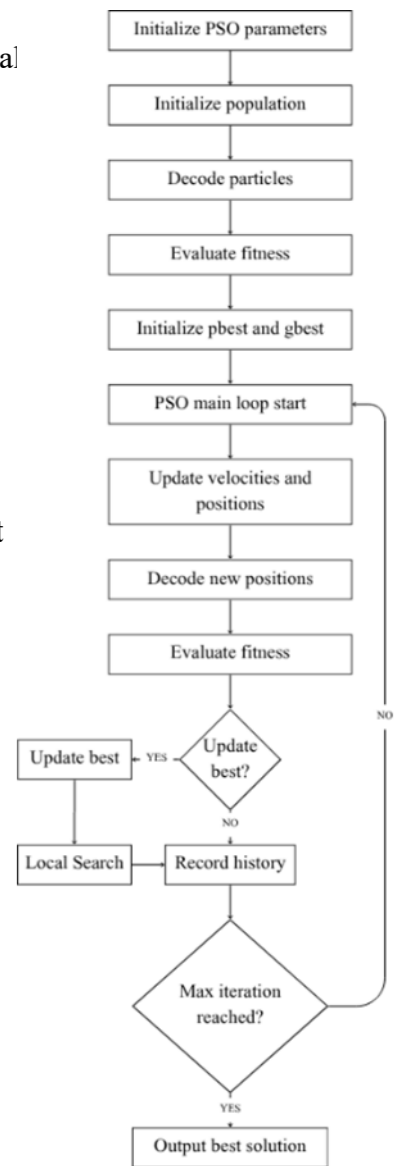 Initialize PSO parameters
al
Initialize population
Decode particles
Evaluate fitness
Initialize pbest and gbest
PSO main loop start
Update velocities and
positions
t
Decode new positions
Evaluate fitness
NO
Update
best?
YES
Update best
NO
Local Search
Record history
Max iteration
reached?
YES
Output best solution